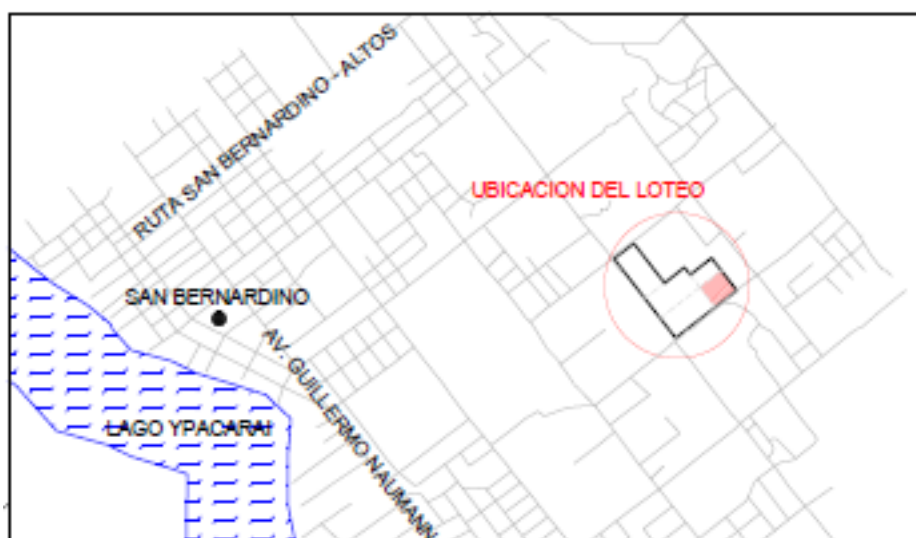 RUTA SAN BERNARDINO - ALTOS
UBICACION DEL LOTEO
SAN BERNARDINO
AV. GUILLERMO NAUMANN
LAGO YPACARAI